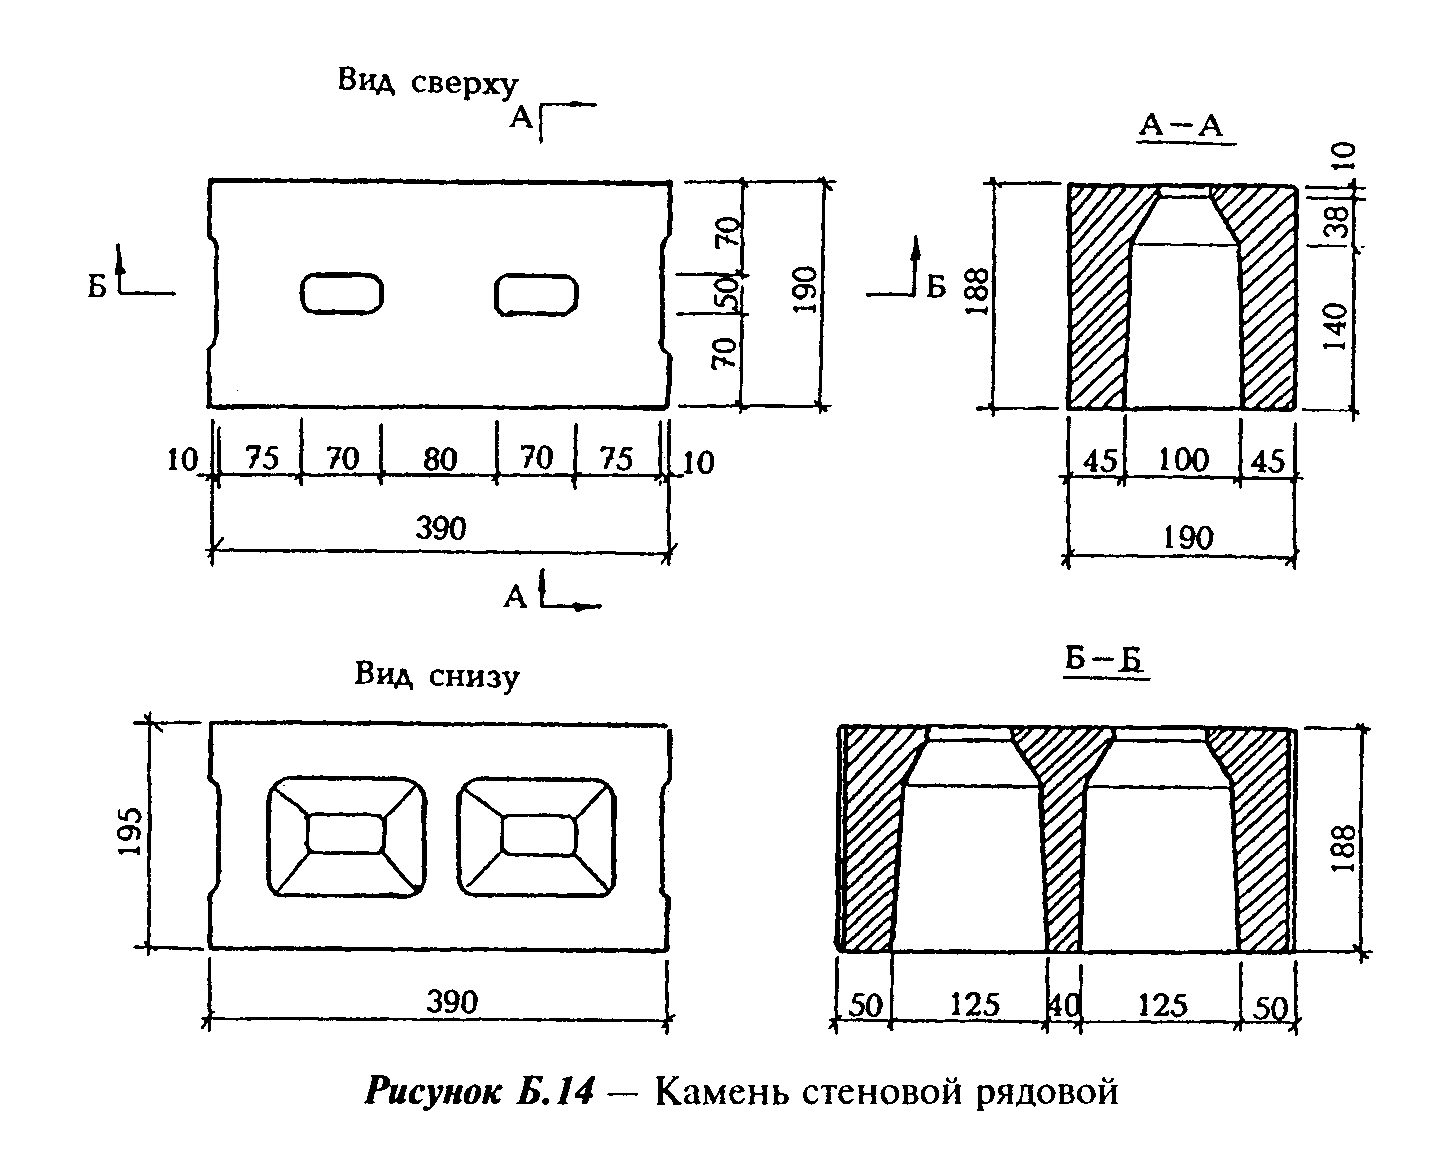 Вид сверху
А
А – А
10
70
38
Б
50
190
Б
188
140
70
10 75 70 80 70 75 10
45 100 45
390
190
А
Вид снизу
Б – Б
195
188
390
50 125 40 125 50
Рисунок Б.14 — Камень стеновой рядовой